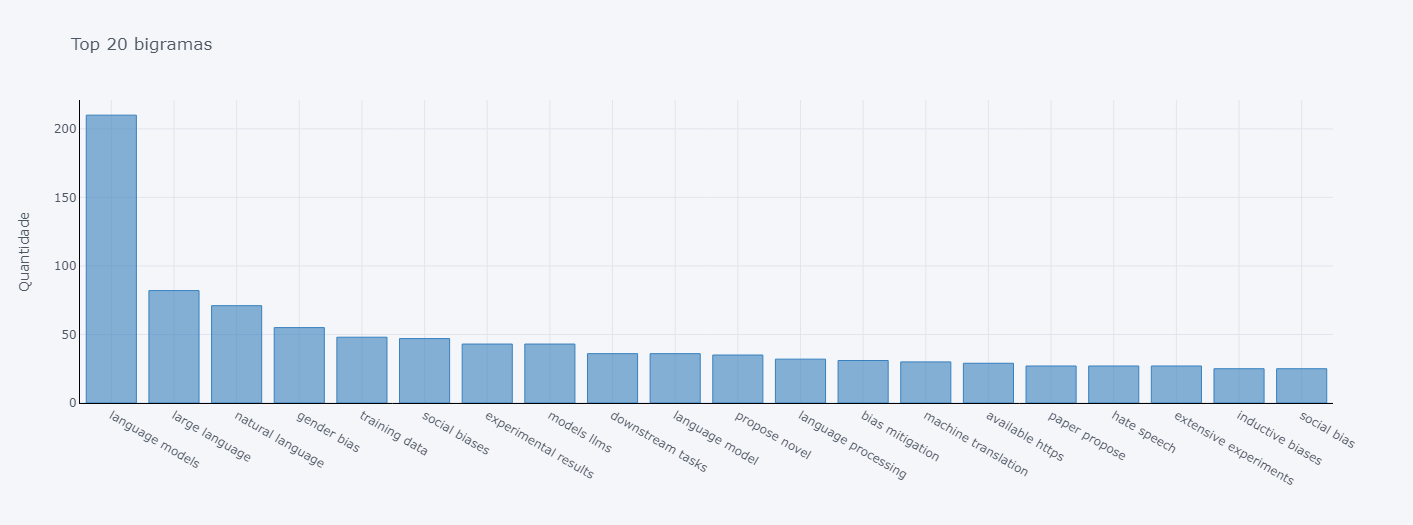 Top 20 bigramas
Quantidade
200
150
100
50
0
language models
large language
natural language
gender bias
training data
social biases
experimental results
models llms
downstream tasks
language model
propose novel
language processing
bias mitigation
machine translation
available https
paper propose
hate speech
extensive experiments
inductive biases
social bias